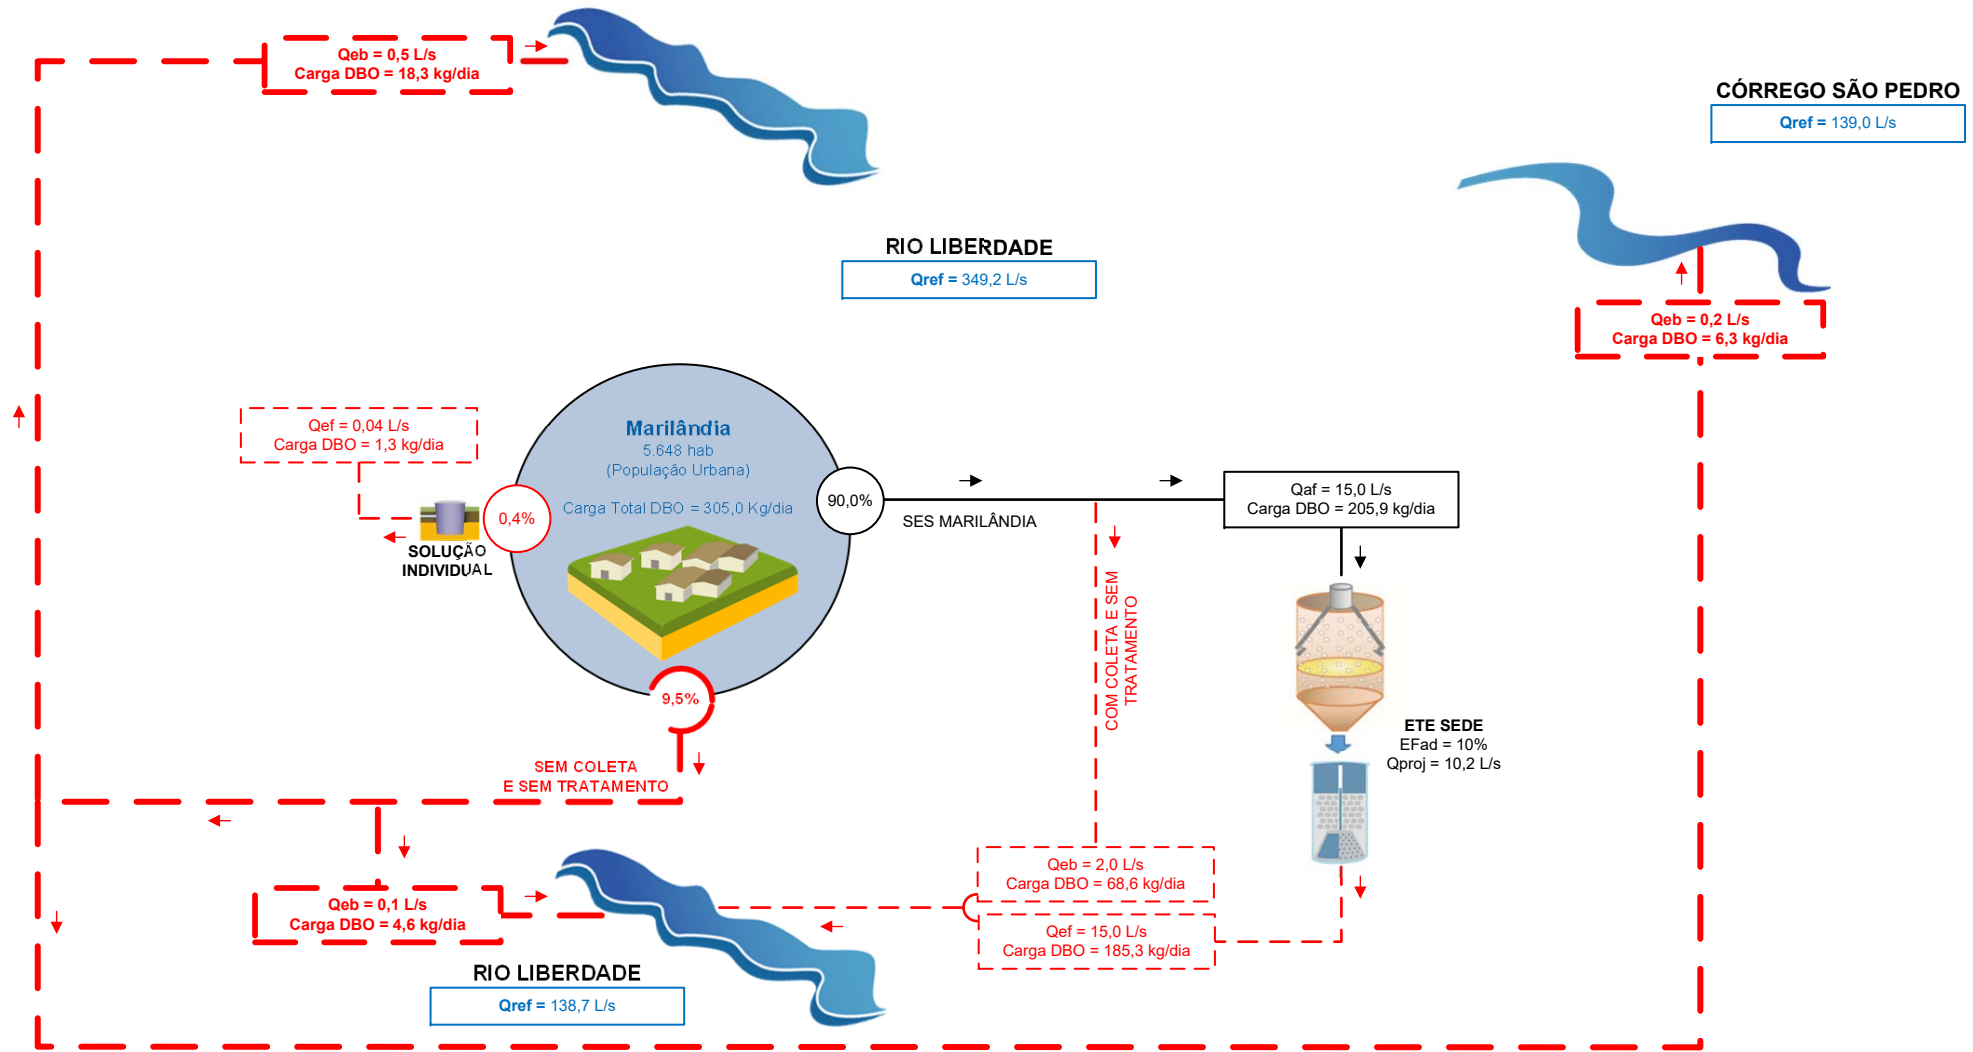 Qeb = 0,5 L/s
Carga DBO = 18,3 kg/dia
CÓRREGO SÃO PEDRO
Qref = 139,0 L/s
RIO LIBERDADE
Qref = 349,2 L/s
Qeb = 0,2 L/s
Carga DBO = 6,3 kg/dia
Qef = 0,04 L/s
Carga DBO = 1,3 kg/dia
Marilândia
5.648 hab
(População Urbana)
Carga Total DBO = 305,0 Kg/dia
0,4%
90,0%
SOLUÇÃO
INDIVIDUAL
SES MARILÂNDIA
Qaf = 15,0 L/s
Carga DBO = 205,9 kg/dia
COM COLETA E SEM
TRATAMENTO
9,5%
SEM COLETA
E SEM TRATAMENTO
ETE SEDE
EFad = 10%
Qproj = 10,2 L/s
Qeb = 2,0 L/s
Carga DBO = 68,6 kg/dia
Qeb = 0,1 L/s
Carga DBO = 4,6 kg/dia
Qef = 15,0 L/s
Carga DBO = 185,3 kg/dia
RIO LIBERDADE
Qref = 138,7 L/s